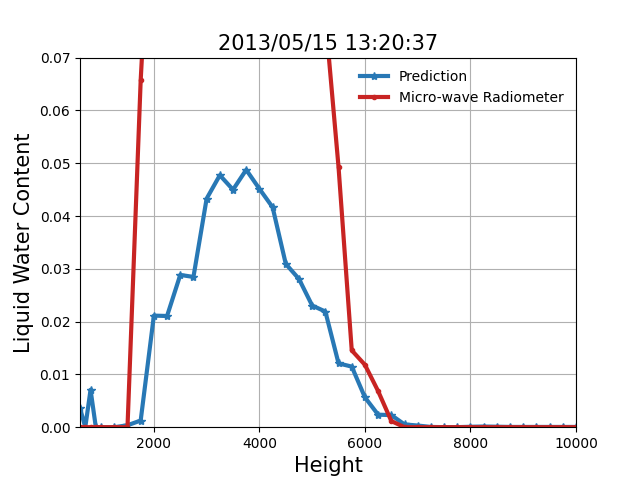 2013/05/15 13:20:37
0.07
0.06
0.05
0.04
0.03
0.02
0.01
0.00
Liquid Water Content
Prediction
Micro-wave Radiometer
2000 4000 6000 8000 10000
Height